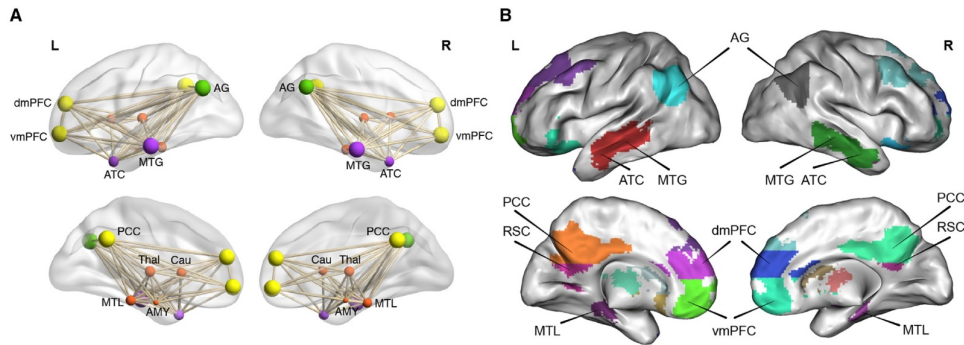 A
B
L
R
L
R
AG
AG
AG
dmPFC
dmPFC
vmPFC
vmPFC
MTG
MTG
ATC
ATC
ATC
MTG
MTG
ATC
PCC
PCC
PCC
PCC
RSC
RSC
dmPFC
Thal
Cau
Cau
Thal
MTL
AMY
AMY
MTL
MTL
MTL
vmPFC